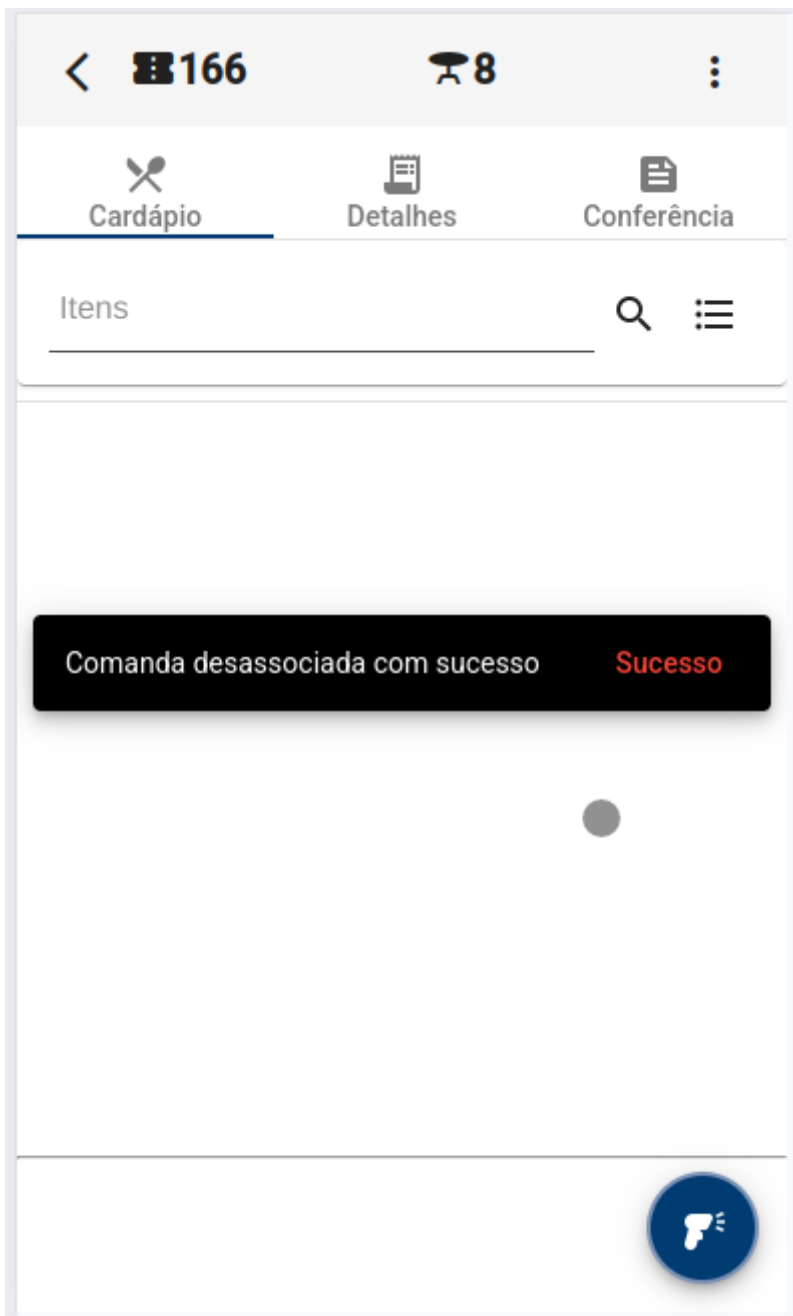 166 8
Cardápio Detalhes Conferência
Itens
Comanda desassociada com sucesso Sucesso